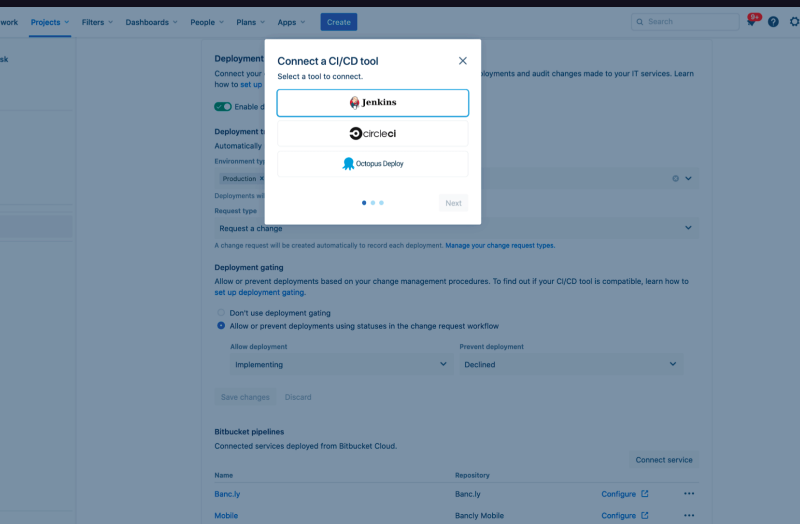 work Projects Filters Dashboards People Plans Apps Create Search 9+
sk
Deployment
Connect a CI/CD tool
Select a tool to connect.
Connect your
ployments and audit changes made to your IT services. Learn
how to set up
Jenkins
Enable d
circleci
Deployment t
Automatically
Octopus Deploy
Environment typ
Production
Deployments wil
Next
Request type
Request a change
A change request will be created automatically to record each deployment. Manage your change request types.
Deployment gating
Allow or prevent deployments based on your change management procedures. To find out if your CI/CD tool is compatible, learn how to
set up deployment gating.
Don't use deployment gating
Allow or prevent deployments using statuses in the change request workflow
Allow deployment Prevent deployment
Implementing Declined
Save changes Discard
Bitbucket pipelines
Connected services deployed from Bitbucket Cloud.
Connect service
Name Repository
Banc.ly Banc.ly Configure
Mobile Bancly Mobile Configure